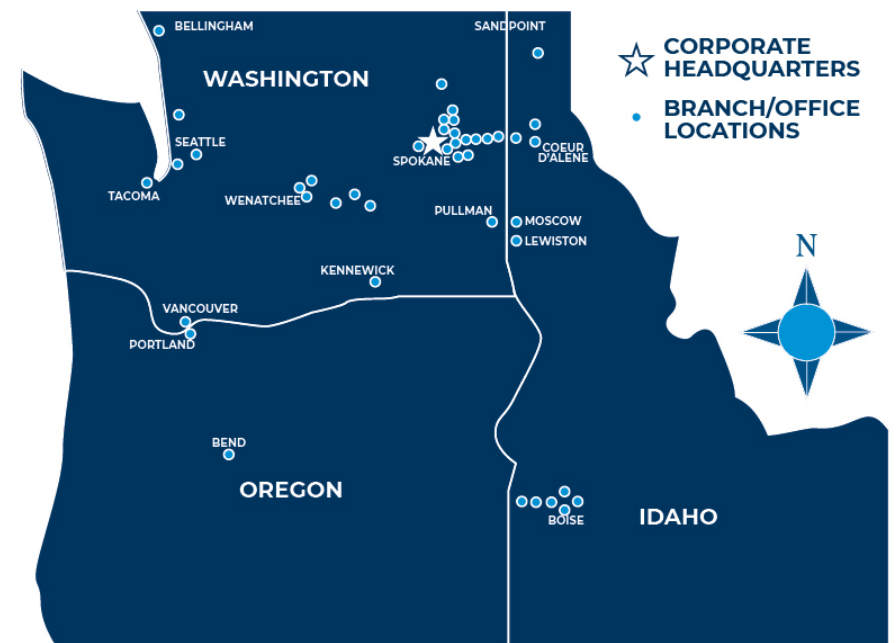 BELLINGHAM
SANDPOINT
CORPORATE
HEADQUARTERS
WASHINGTON
BRANCH/OFFICE
LOCATIONS
SEATTLE
SPOKANE
COEUR
D'ALENE
TACOMA
WENATCHEE
PULLMAN
MOSCOW
LEWISTON
N
KENNEWICK
VANCOUVER
PORTLAND
BEND
OREGON
BOISE
IDAHO